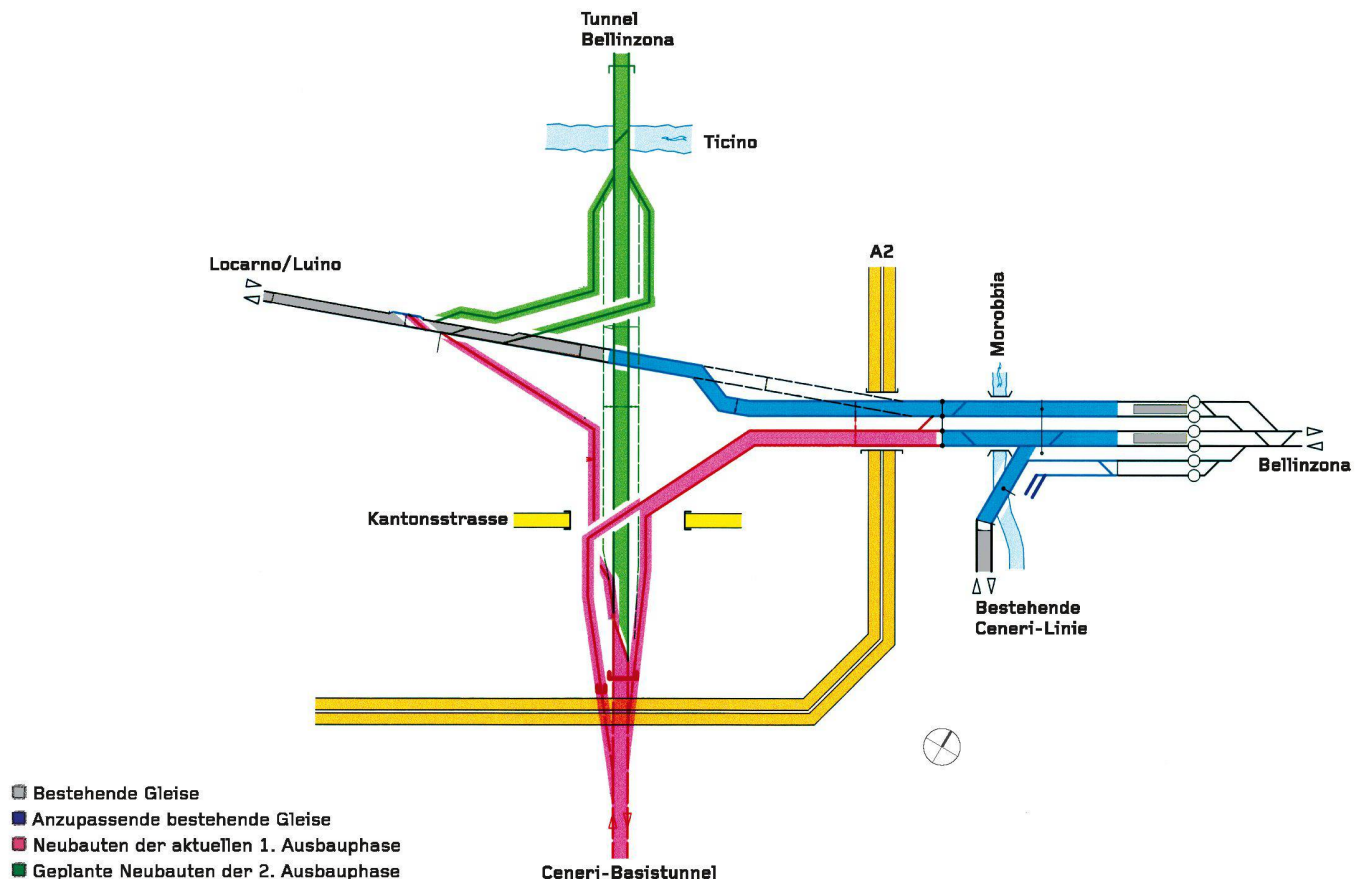 Tunnel
Bellinzona
Ticino
A2
Locarno/Luino
Morobbia
Bellinzona
Kantonsstrasse
Bestehende
Ceneri-Linie
Bestehende Gleise
Anzupassende bestehende Gleise
Neubauten der aktuellen 1. Ausbauphase
Geplante Neubauten der 2. Ausbauphase
Ceneri-Basistunnel